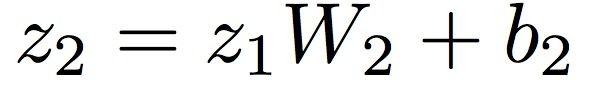 z₂ = z₁W₂ + b₂